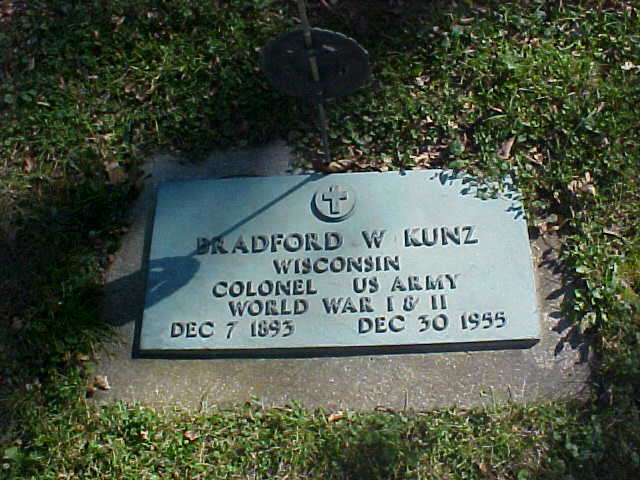 BRADFORD W KUNZ
WISCONSIN
COLONEL US ARMY
WORLD WAR I & II
DEC 7 1893 DEC 30 1955